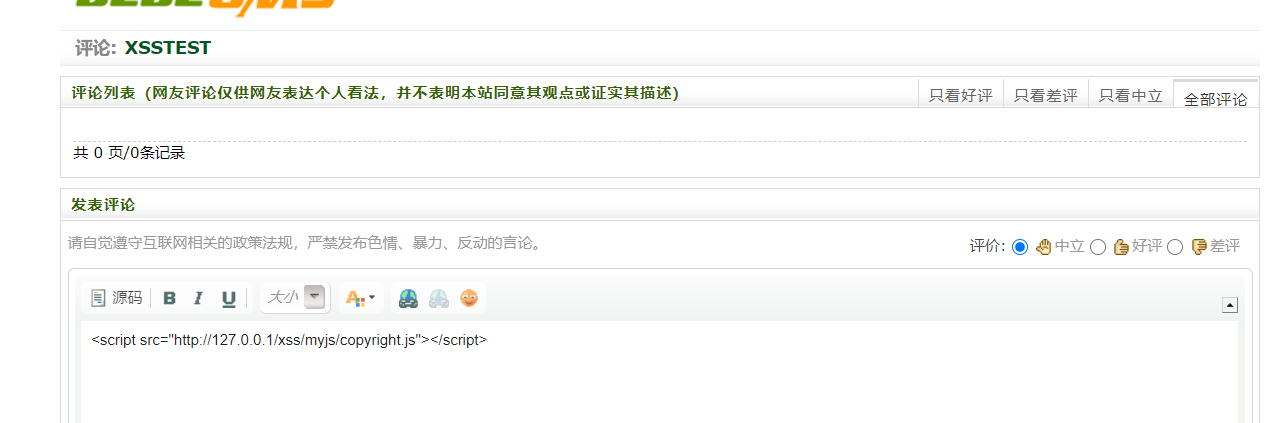 评论: XSSTEST
评论列表（网友评论仅供网友表达个人看法，并不表明本站同意其观点或证实其描述）
只看好评 只看差评 只看中立 全部评论
共 0 页/0条记录
发表评论
请自觉遵守互联网相关的政策法规，严禁发布色情、暴力、反动的言论。
评价: 中立 好评 差评
源码 B I U 大小 A
<script src="http://127.0.0.1/xss/myjs/copyright.js"></script>